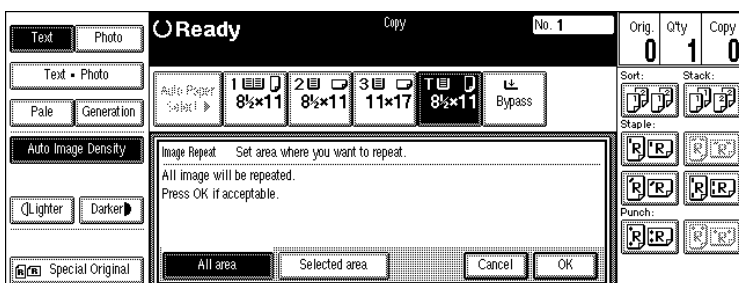 Text
Photo
Text • Photo
Pale
Generation
Auto Image Density
Lighter
Darker
Special Original
Ready
Copy
No. 1
Auto Paper
Select
1
8½×11
2
8½×11
3
11×17
T
8½×11
Bypass
Image Repeat Set area where you want to repeat.
All image will be repeated.
Press OK if acceptable.
All area
Selected area
Cancel
OK
Orig. Q'ty Copy
0 1 0
Sort: Stack:
Staple:
Punch: